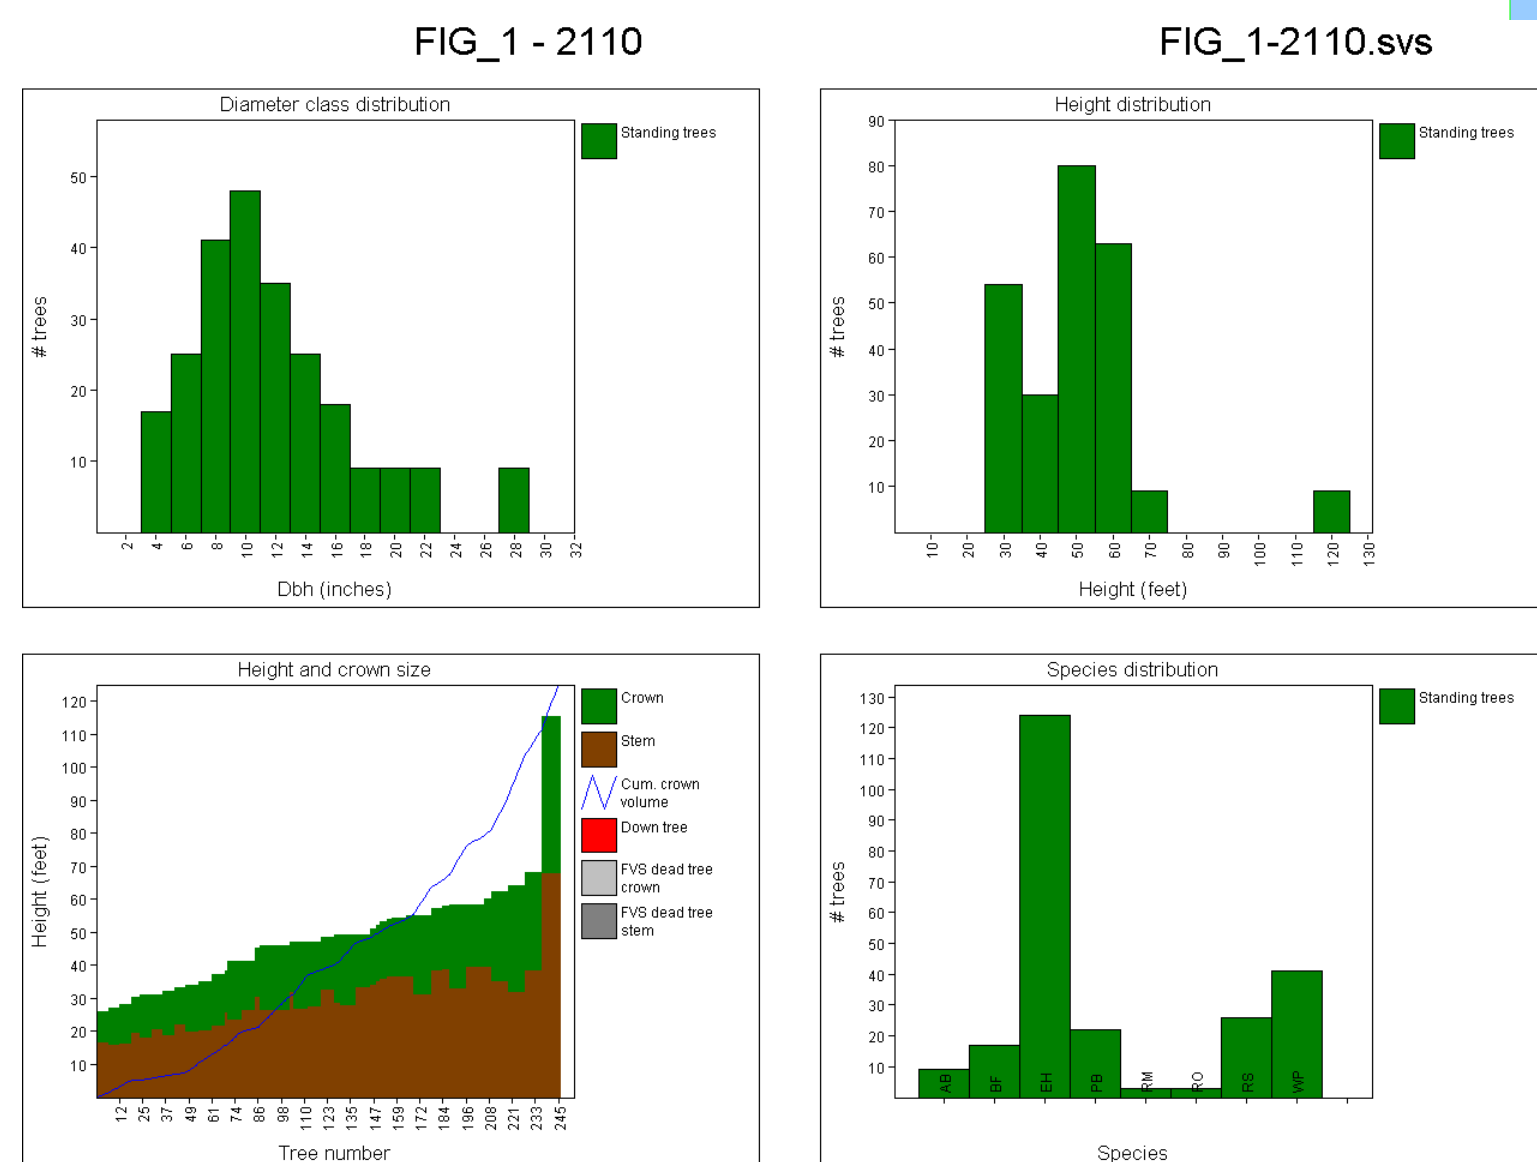 FIG_1 - 2110
FIG_1-2110.svs
Diameter class distribution
Standing trees
# trees
50
40
30
20
10
2 4 6 8 10 12 14 16 18 20 22 24 26 28 30 32
Dbh (inches)
Height distribution
Standing trees
# trees
90
80
70
60
50
40
30
20
10
10 20 30 40 50 60 70 80 90 100 110 120 130
Height (feet)
Height and crown size
Crown
Stem
Cum. crown
volume
Down tree
FVS dead tree
crown
FVS dead tree
stem
Height (feet)
120
110
100
90
80
70
60
50
40
30
20
10
12 25 37 49 61 74 86 98 110 123 135 147 159 172 184 196 208 221 233 245
Tree number
Species distribution
Standing trees
# trees
130
120
110
100
90
80
70
60
50
40
30
20
10
AB BF EH PB RM RO RS WP
Species